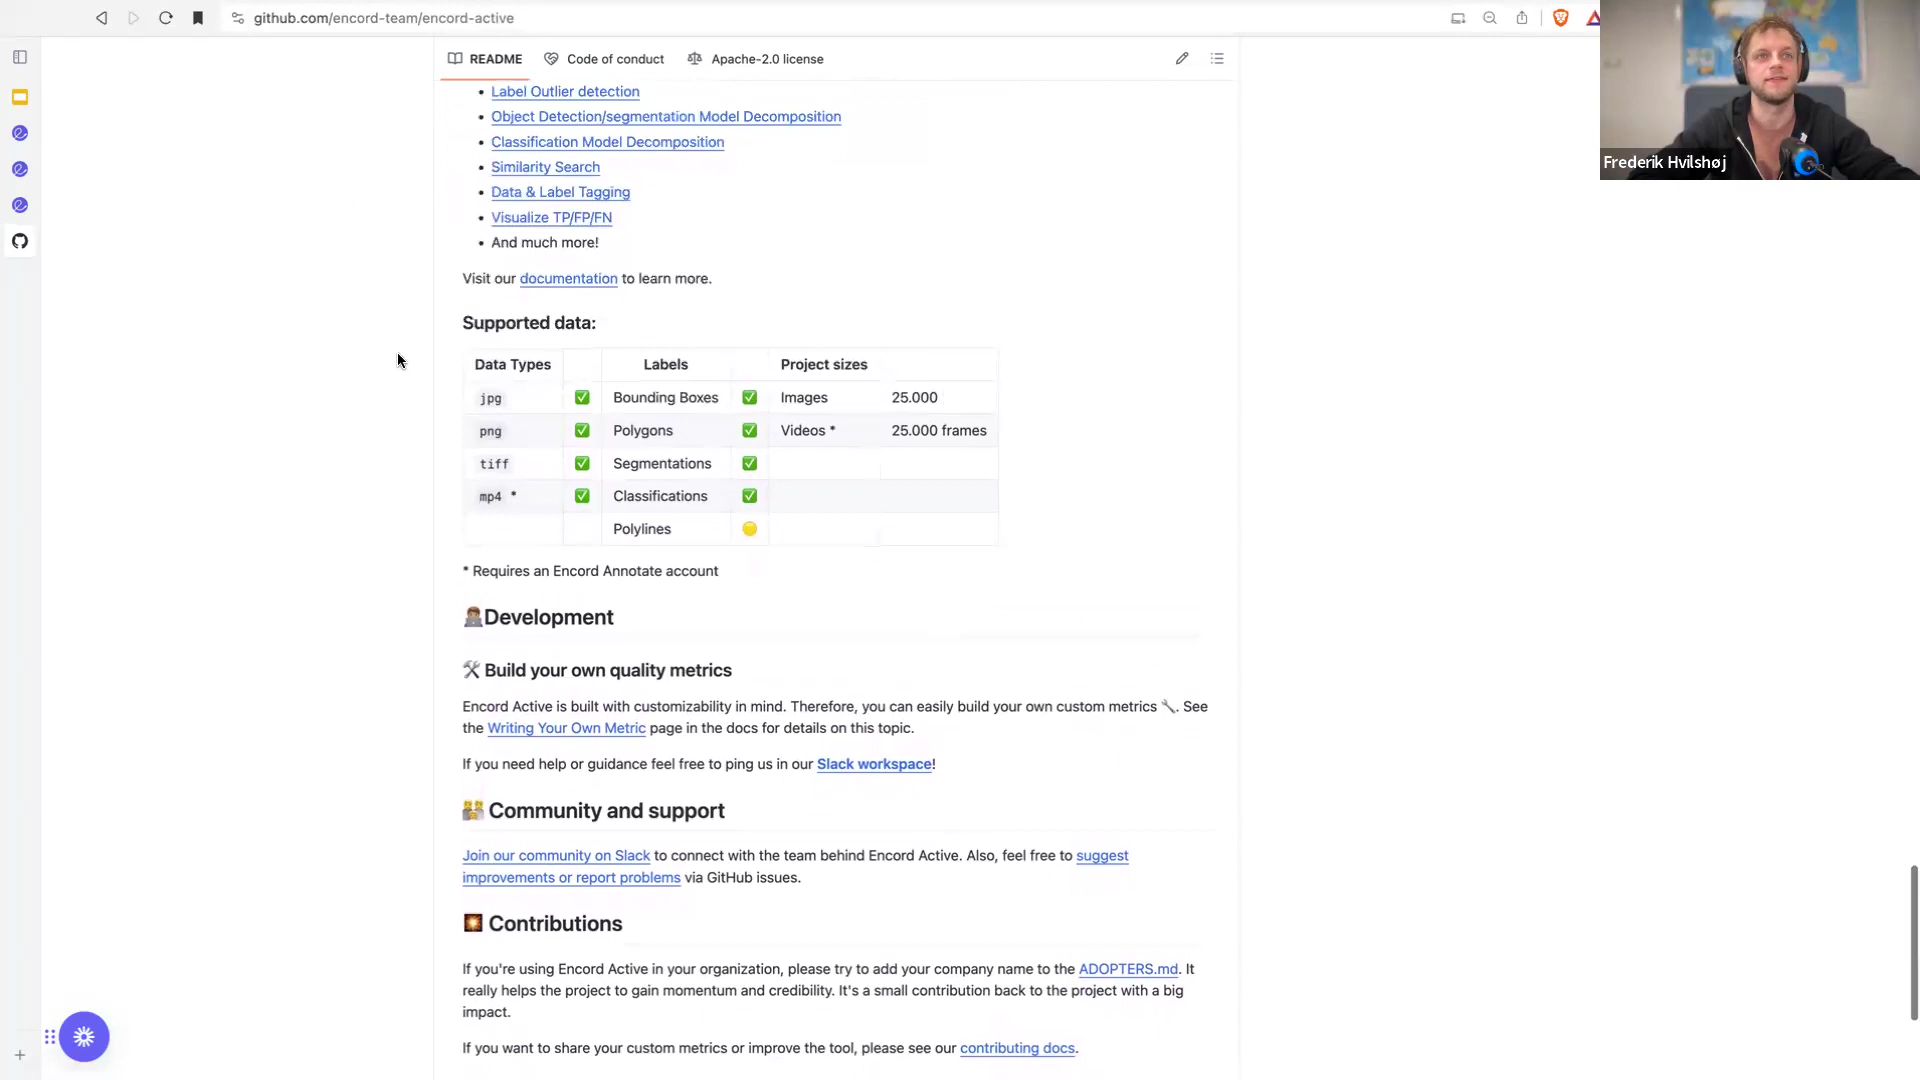 github.com/encord-team/encord-active
README Code of conduct Apache-2.0 license
Frederik Hvilshøj
• Label Outlier detection
• Object Detection/segmentation Model Decomposition
• Classification Model Decomposition
• Similarity Search
• Data & Label Tagging
• Visualize TP/FP/FN
• And much more!
Visit our documentation to learn more.
Supported data:
Data Types Labels Project sizes
jpg ✅ Bounding Boxes ✅ Images 25.000
png ✅ Polygons ✅ Videos * 25.000 frames
tiff ✅ Segmentations ✅
mp4 * ✅ Classifications ✅
Polylines 🟡
* Requires an Encord Annotate account
Development
🛠 Build your own quality metrics
Encord Active is built with customizability in mind. Therefore, you can easily build your own custom metrics 🔧. See
the Writing Your Own Metric page in the docs for details on this topic.
If you need help or guidance feel free to ping us in our Slack workspace!
Community and support
Join our community on Slack to connect with the team behind Encord Active. Also, feel free to suggest
improvements or report problems via GitHub issues.
Contributions
If you're using Encord Active in your organization, please try to add your company name to the ADOPTERS.md. It
really helps the project to gain momentum and credibility. It's a small contribution back to the project with a big
impact.
If you want to share your custom metrics or improve the tool, please see our contributing docs.